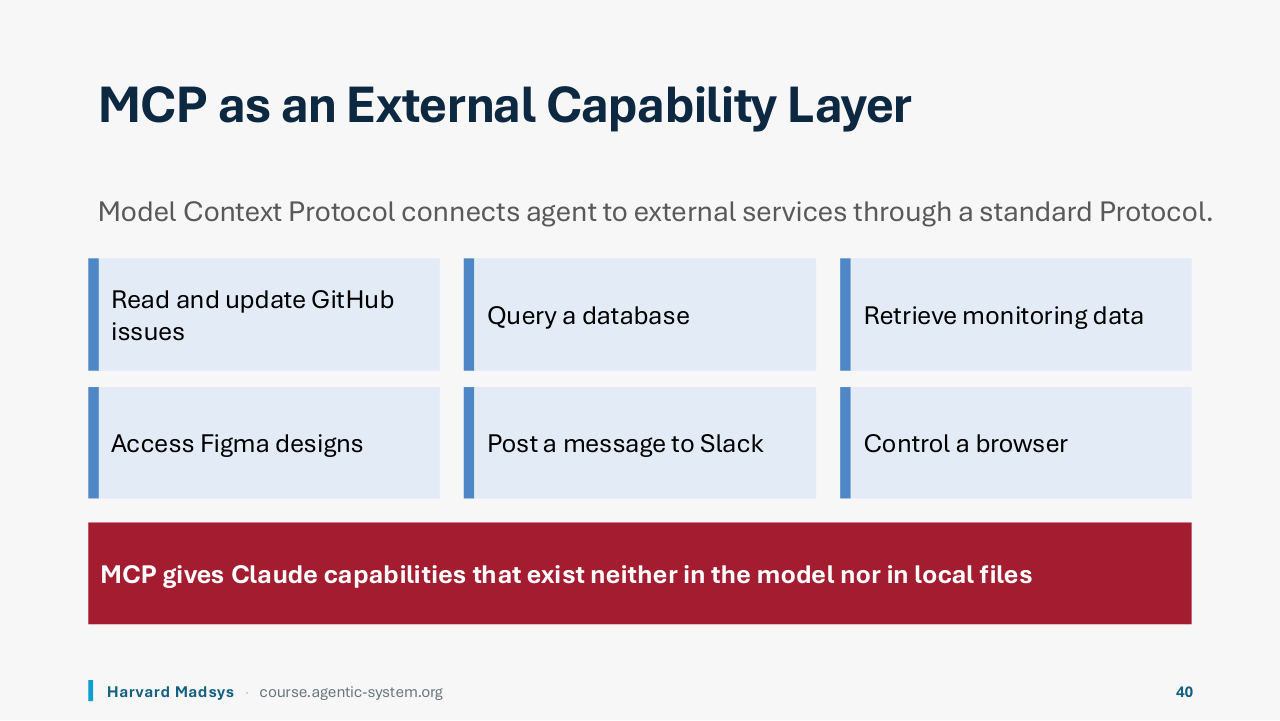 MCP as an External Capability Layer
Model Context Protocol connects agent to external services through a standard Protocol.
Read and update GitHub
issues
Query a database
Retrieve monitoring data
Access Figma designs
Post a message to Slack
Control a browser
MCP gives Claude capabilities that exist neither in the model nor in local files
Harvard Madsys · course.agentic-system.org
40